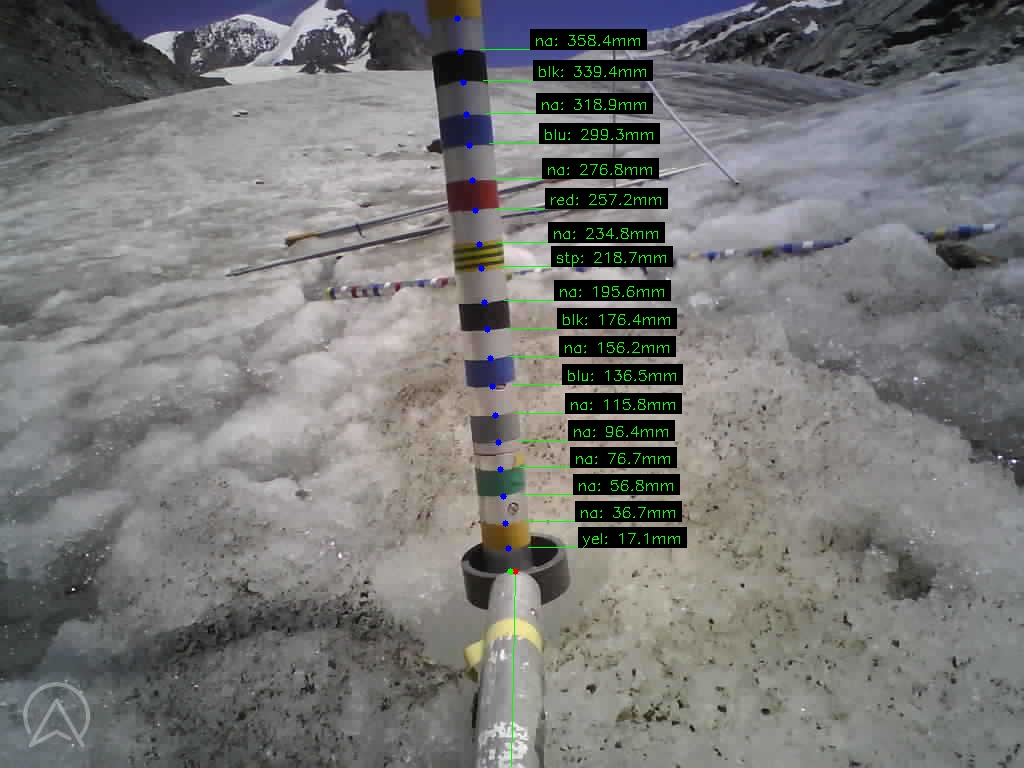 na: 358.4mm
blk: 339.4mm
na: 318.9mm
blu: 299.3mm
na: 276.8mm
red: 257.2mm
na: 234.8mm
stp: 218.7mm
na: 195.6mm
blk: 176.4mm
na: 156.2mm
blu: 136.5mm
na: 115.8mm
na: 96.4mm
na: 76.7mm
na: 56.8mm
na: 36.7mm
yel: 17.1mm